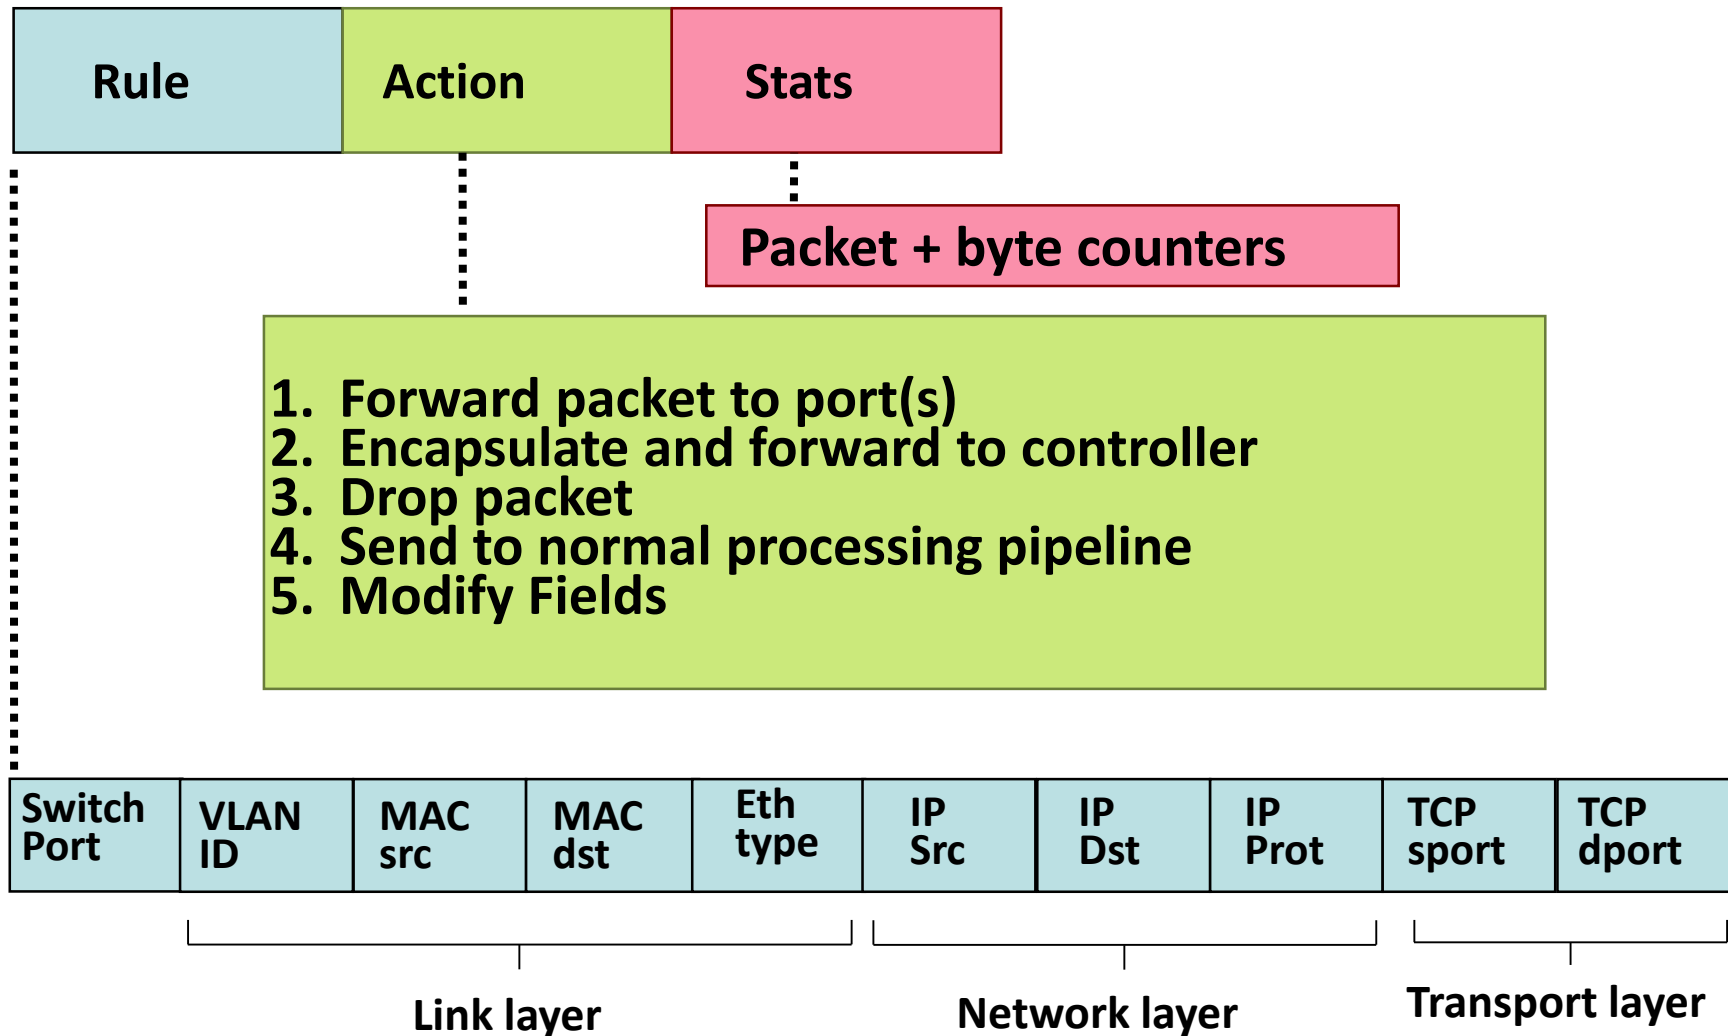 Rule
Action
Stats
Packet + byte counters
1. Forward packet to port(s)
2. Encapsulate and forward to controller
3. Drop packet
4. Send to normal processing pipeline
5. Modify Fields
Switch
Port
VLAN
ID
MAC
src
MAC
dst
Eth
type
IP
Src
IP
Dst
IP
Prot
TCP
sport
TCP
dport
Link layer
Network layer
Transport layer